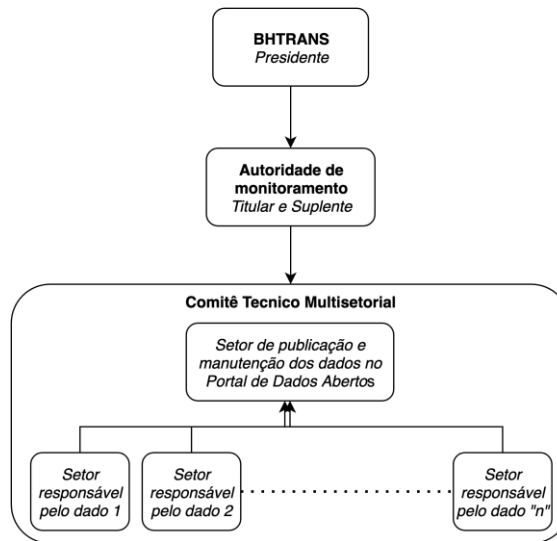 BHTRANS
Presidente
Autoridade de
monitoramento
Titular e Suplente
Comitê Tecnico Multisetorial
Setor de publicação e
manutenção dos dados no
Portal de Dados Abertos
Setor
responsável
pelo dado 1
Setor
responsável
pelo dado 2
Setor
responsável
pelo dado "n"